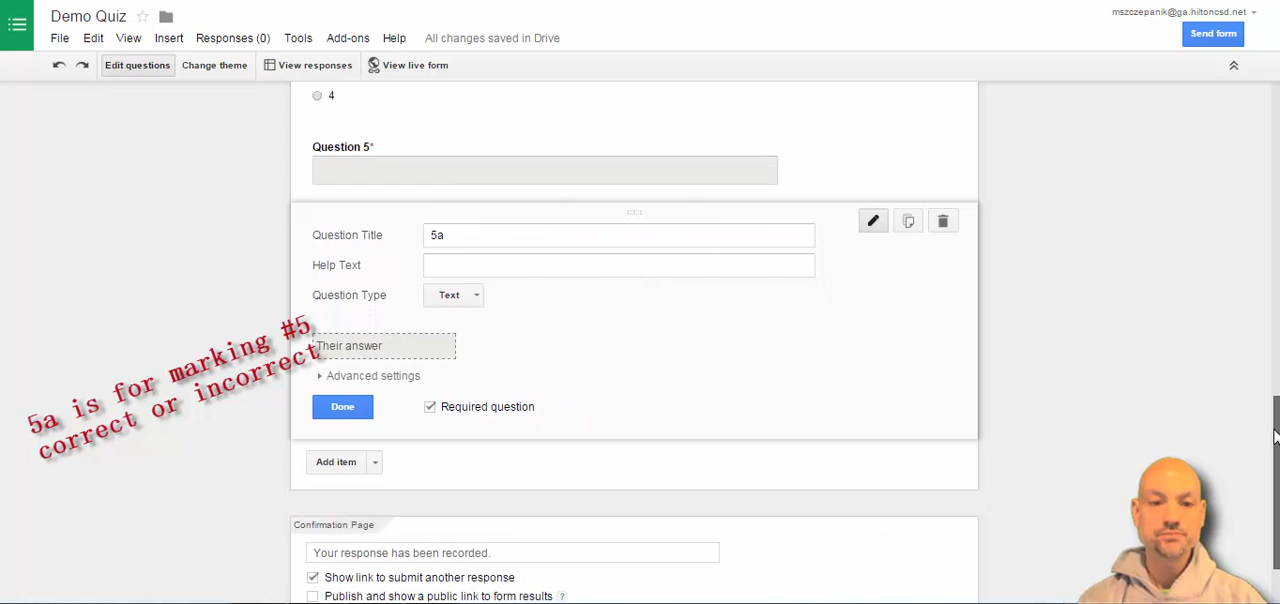 Demo Quiz
mszczepanik@ga.hiltoncsd.net
File Edit View Insert Responses (0) Tools Add-ons Help All changes saved in Drive
Send form
Edit questions Change theme View responses View live form
4
Question 5*
Question Title 5a
Help Text
Question Type Text
Their answer
Advanced settings
Done Required question
5a is for marking #5
correct or incorrect
Add item
Confirmation Page
Your response has been recorded.
Show link to submit another response
Publish and show a public link to form results ?